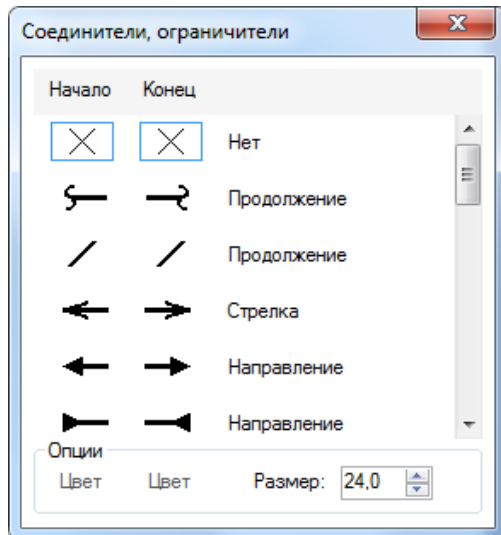 Соединители, ограничители
Начало Конец
Нет
Продолжение
Продолжение
Стрелка
Направление
Направление
Опции
Цвет Цвет Размер: 24,0